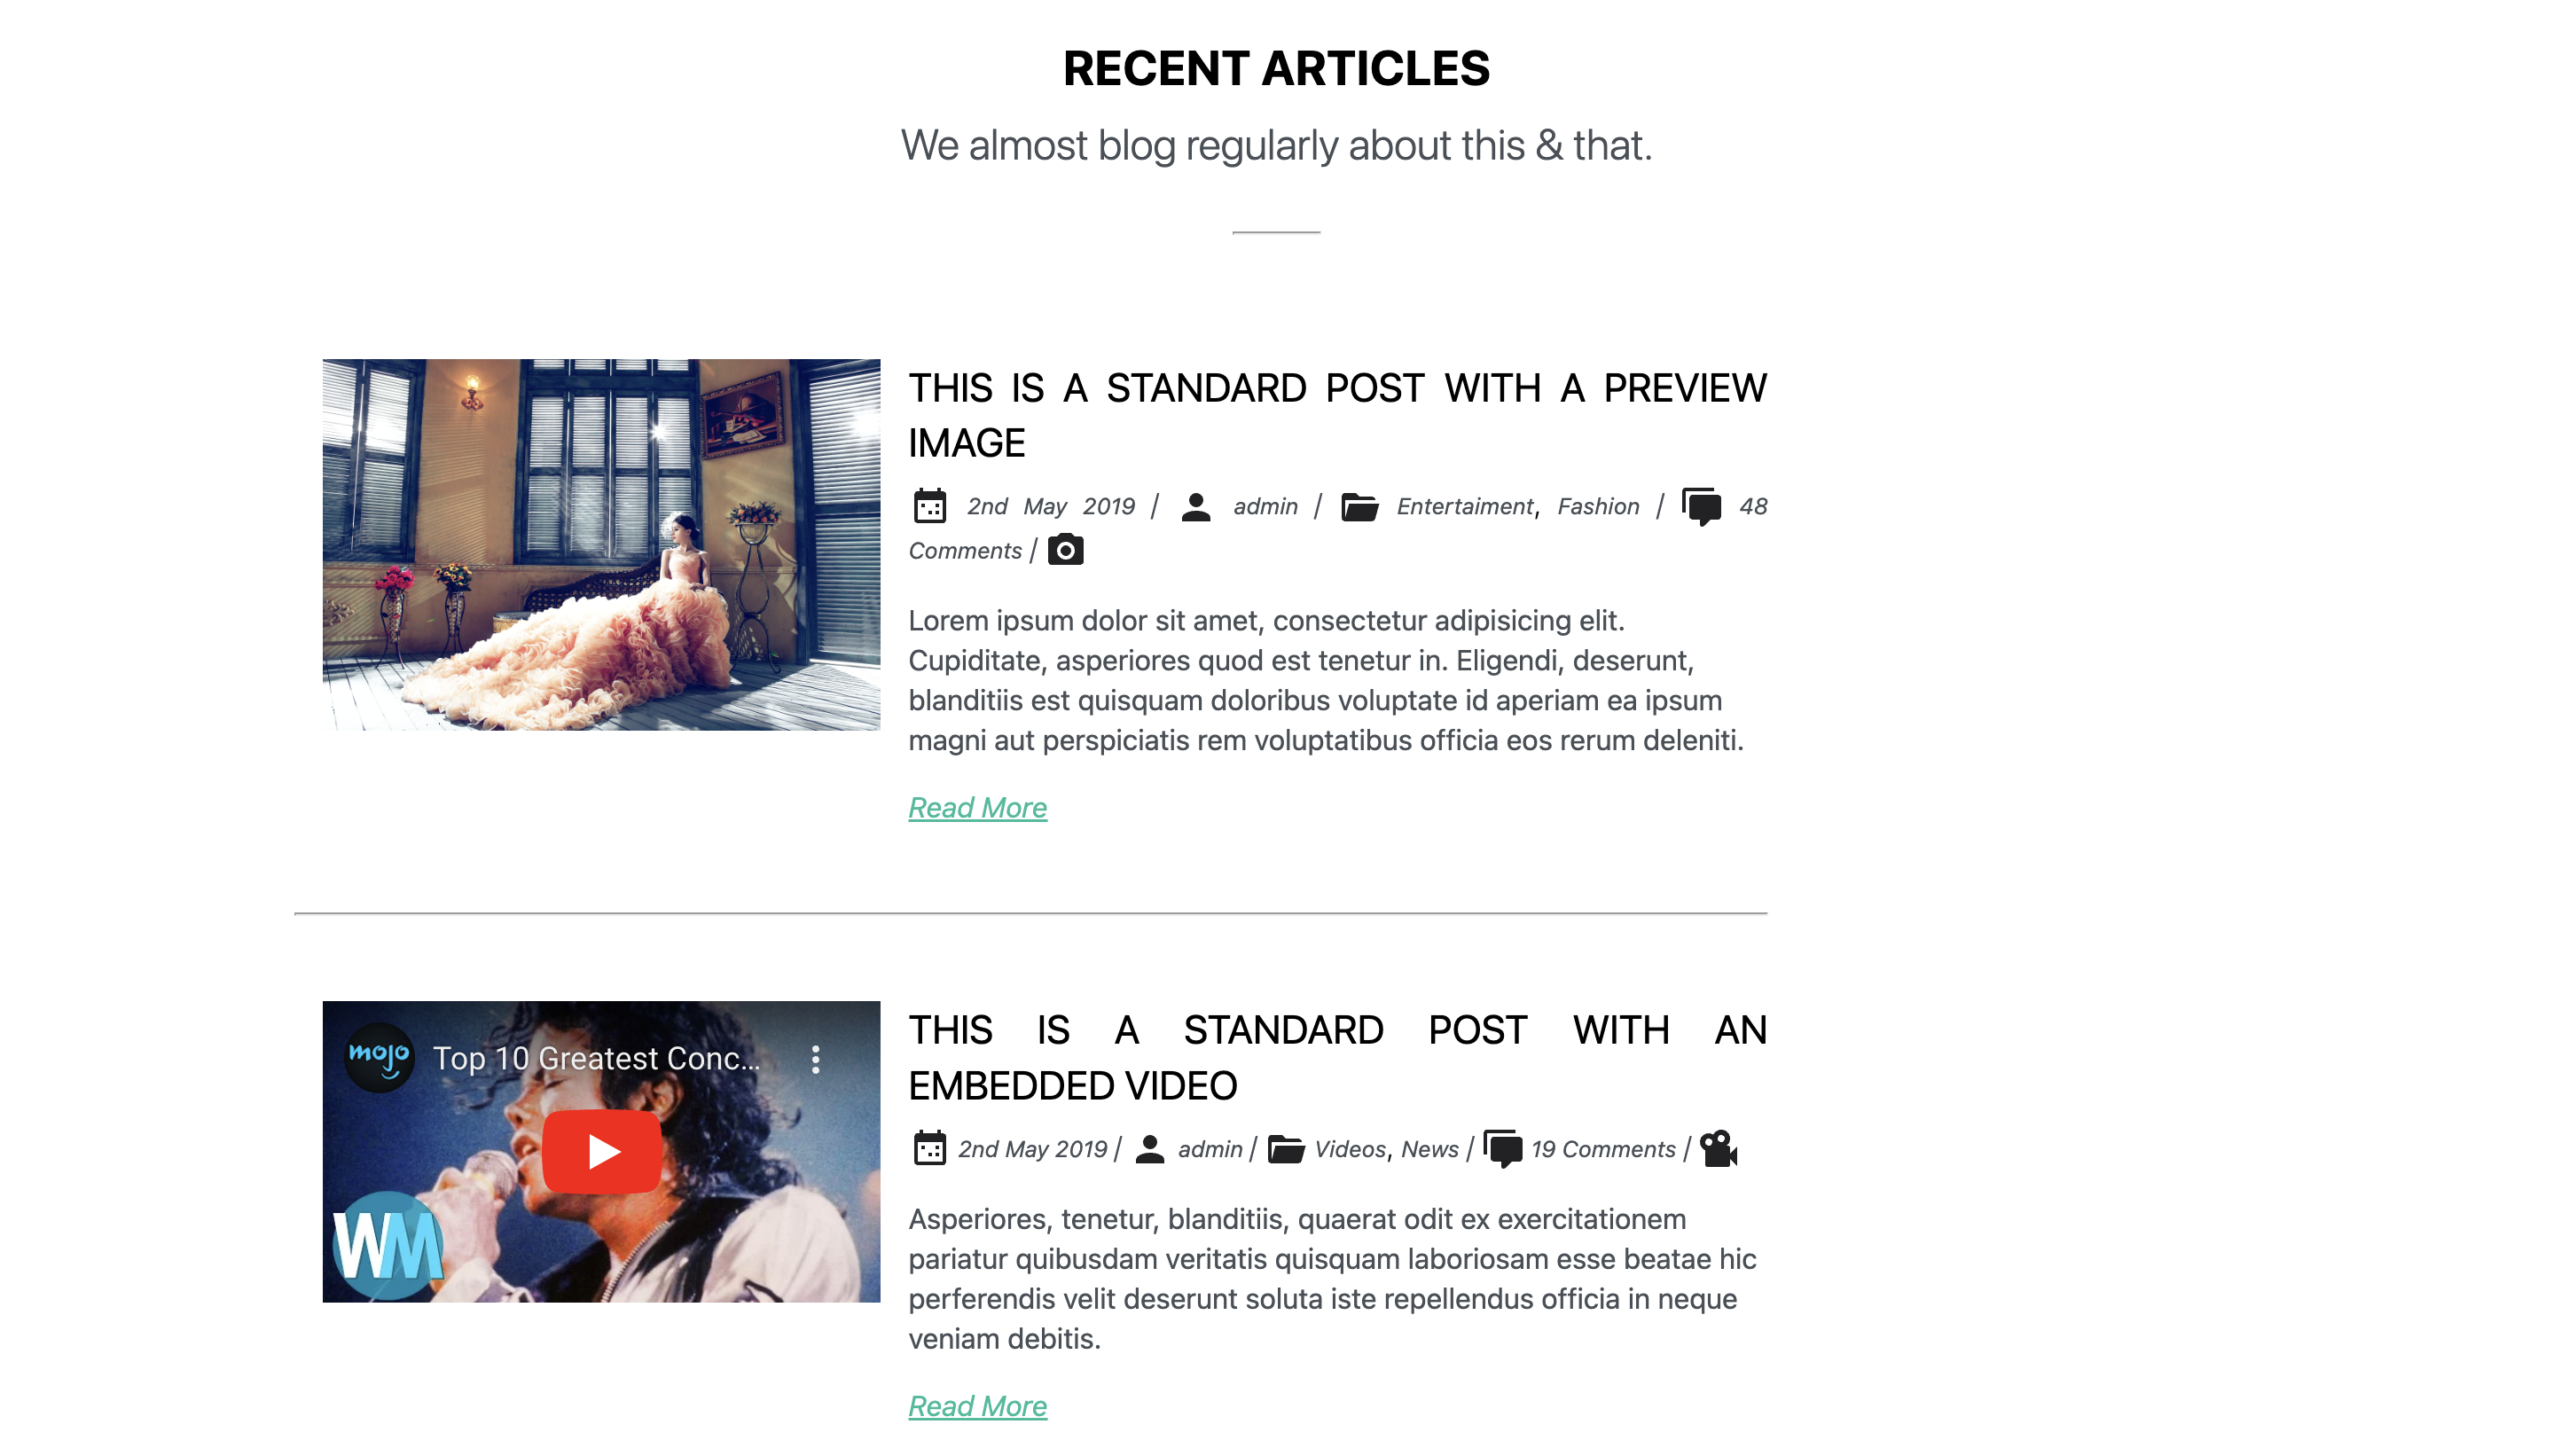 RECENT ARTICLES
We almost blog regularly about this & that.
THIS IS A STANDARD POST WITH A PREVIEW
IMAGE
2nd May 2019 / admin / Entertaiment, Fashion / 48
Comments /
Lorem ipsum dolor sit amet, consectetur adipisicing elit.
Cupiditate, asperiores quod est tenetur in. Eligendi, deserunt,
blanditiis est quisquam doloribus voluptate id aperiam ea ipsum
magni aut perspiciatis rem voluptatibus officia eos rerum deleniti.
Read More
mojo Top 10 Greatest Conc...
WM
THIS IS A STANDARD POST WITH AN
EMBEDDED VIDEO
2nd May 2019 / admin / Videos, News / 19 Comments /
Asperiores, tenetur, blanditiis, quaerat odit ex exercitationem
pariatur quibusdam veritatis quisquam laboriosam esse beatae hic
perferendis velit deserunt soluta iste repellendus officia in neque
veniam debitis.
Read More